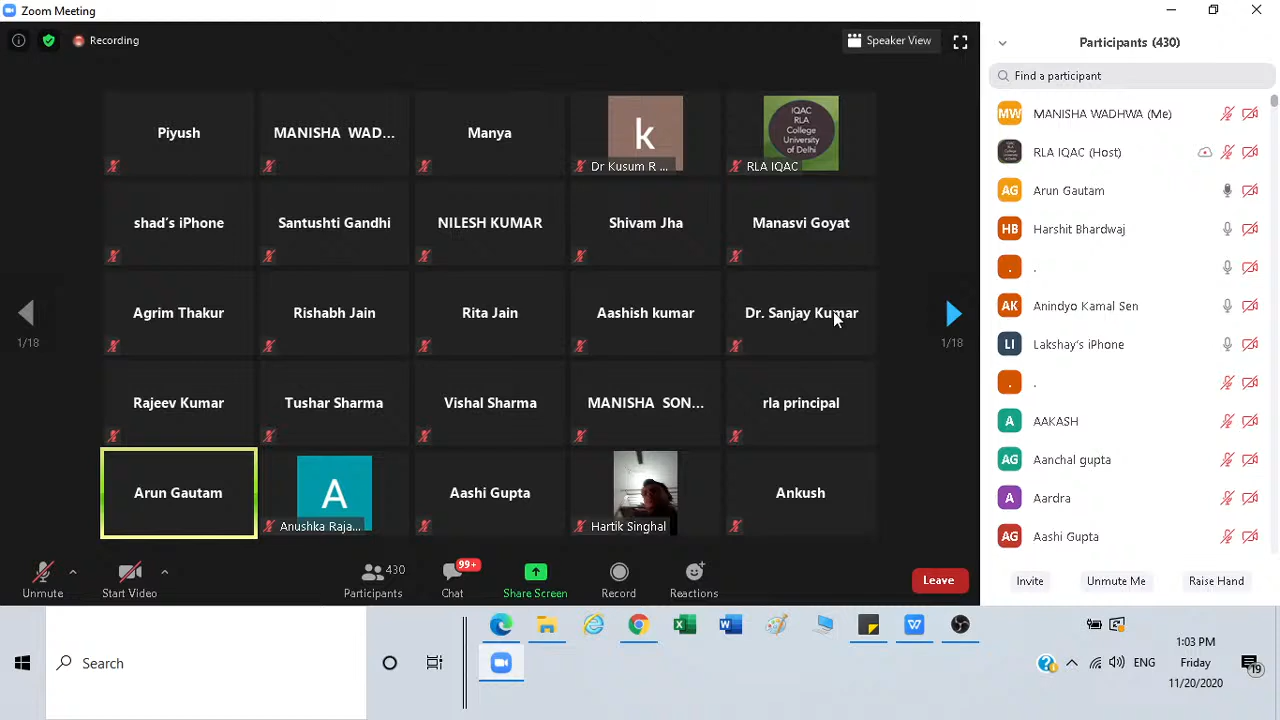 Zoom Meeting
Recording
Speaker View
Participants (430)
Find a participant
Piyush
MANISHA WAD...
Manya
k
Dr Kusum R ...
IQAC
RLA
College
University
of Delhi
RLA IQAC
shad's iPhone
Santushti Gandhi
NILESH KUMAR
Shivam Jha
Manasvi Goyat
Agrim Thakur
Rishabh Jain
Rita Jain
Aashish kumar
Dr. Sanjay Kumar
1/18
1/18
Rajeev Kumar
Tushar Sharma
Vishal Sharma
MANISHA SON...
rla principal
Arun Gautam
A
Anushka Raja...
Aashi Gupta
Hartik Singhal
Ankush
MW MANISHA WADHWA (Me)
RLA IQAC (Host)
AG Arun Gautam
HB Harshit Bhardwaj
. .
AK Anindyo Kamal Sen
LI Lakshay's iPhone
. .
A AAKASH
AG Aanchal gupta
A Aardra
AG Aashi Gupta
Unmute
Start Video
430
Participants
99+
Chat
Share Screen
Record
Reactions
Leave
Invite
Unmute Me
Raise Hand
Search
ENG
1:03 PM
Friday
11/20/2020
19